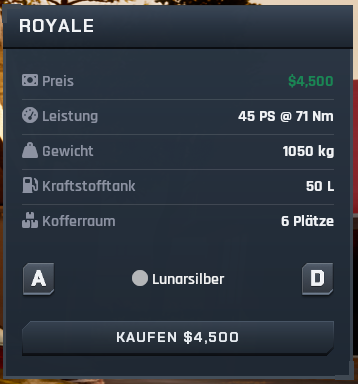 ROYALE
Preis $4,500
Leistung 45 PS @ 71 Nm
Gewicht 1050 kg
Kraftstofftank 50 L
Kofferraum 6 Plätze
A Lunarsilber D
KAUFEN $4,500